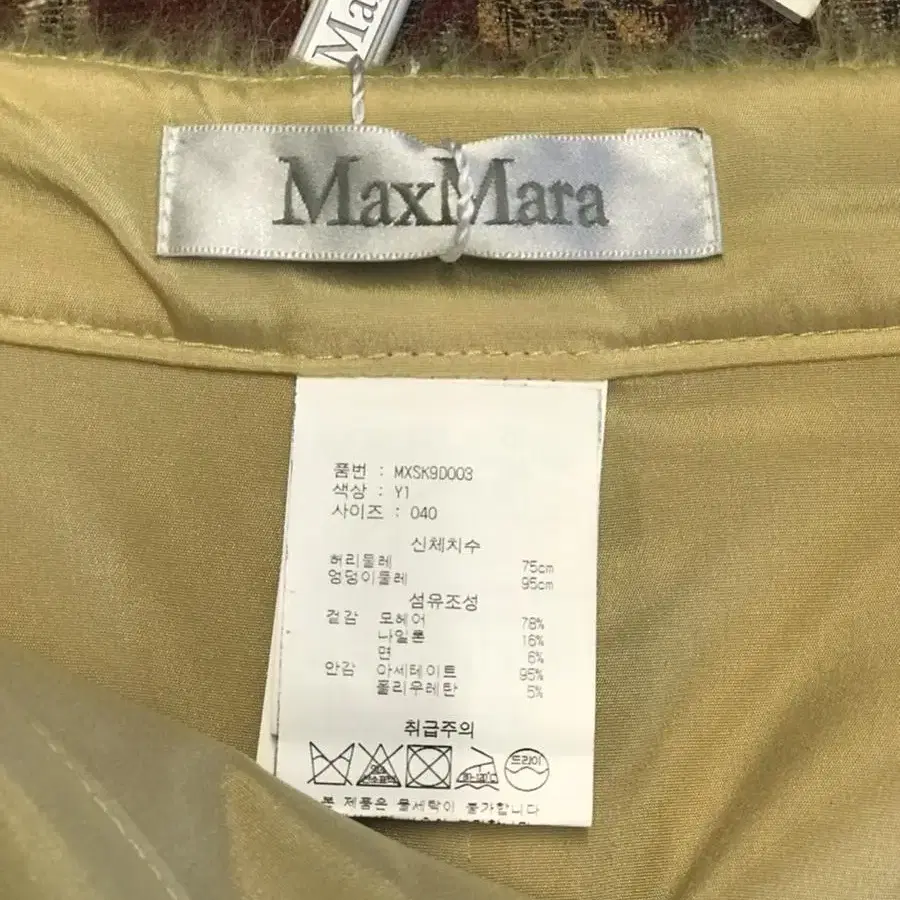 Ma
MaxMara
품번 : MXSK9D003
색상 : Y1
사이즈 : 040
신체치수
허리둘레 75cm
엉덩이둘레 95cm
섬유조성
겉감 모헤어 78%
나일론 16%
면 6%
안감 아세테이트 95%
폴리우레탄 5%
취급주의
드라이
본 제품은 물세탁이 불가합니다